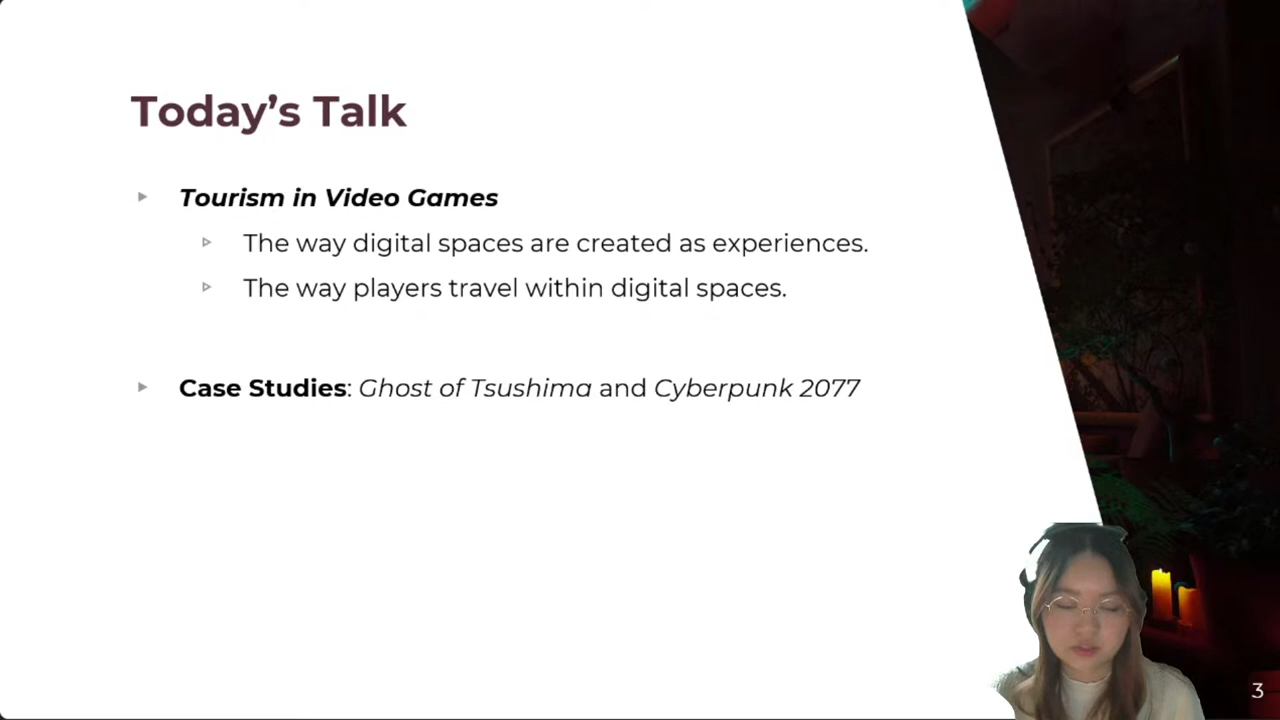 Today’s Talk
Tourism in Video Games
The way digital spaces are created as experiences.
The way players travel within digital spaces.
Case Studies: Ghost of Tsushima and Cyberpunk 2077
3